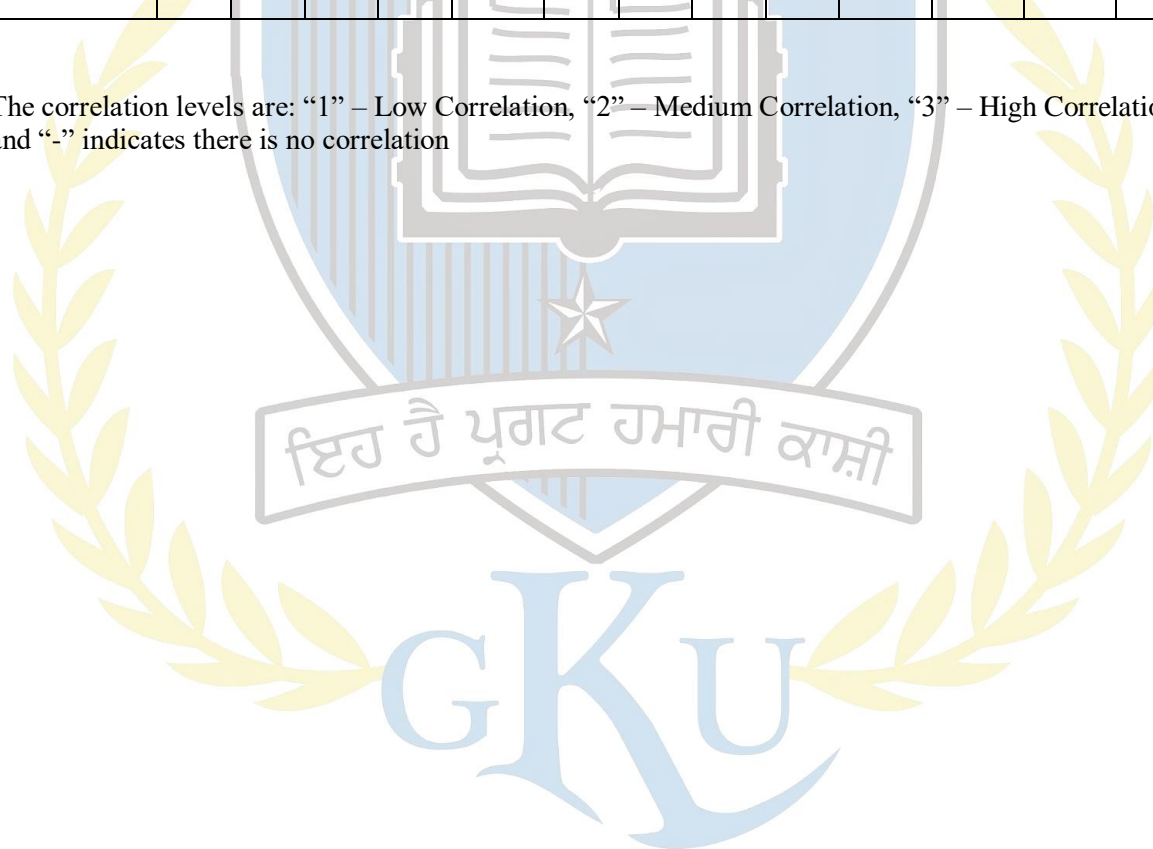 The correlation levels are: “1” – Low Correlation, “2” – Medium Correlation, “3” – High Correlatio
and “-” indicates there is no correlation
ਇਹ ਹੈ ਪ੍ਰਗਟ ਹਮਾਰੀ ਕਾਸ਼ੀ
GKU